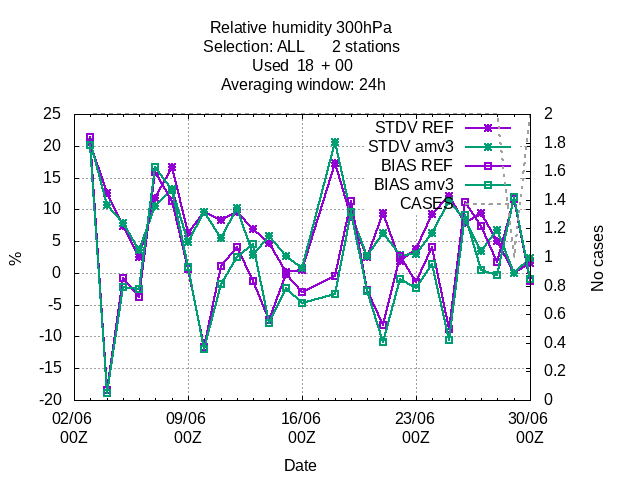 Relative humidity 300hPa
Selection: ALL 2 stations
Used 18 + 00
Averaging window: 24h
STDV REF
STDV amv3
BIAS REF
BIAS amv3
CASES
25
20
15
10
5
0
-5
-10
-15
-20
%
2
1.8
1.6
1.4
1.2
1
0.8
0.6
0.4
0.2
0
No cases
02/06 09/06 16/06 23/06 30/06
00Z 00Z 00Z 00Z 00Z
Date